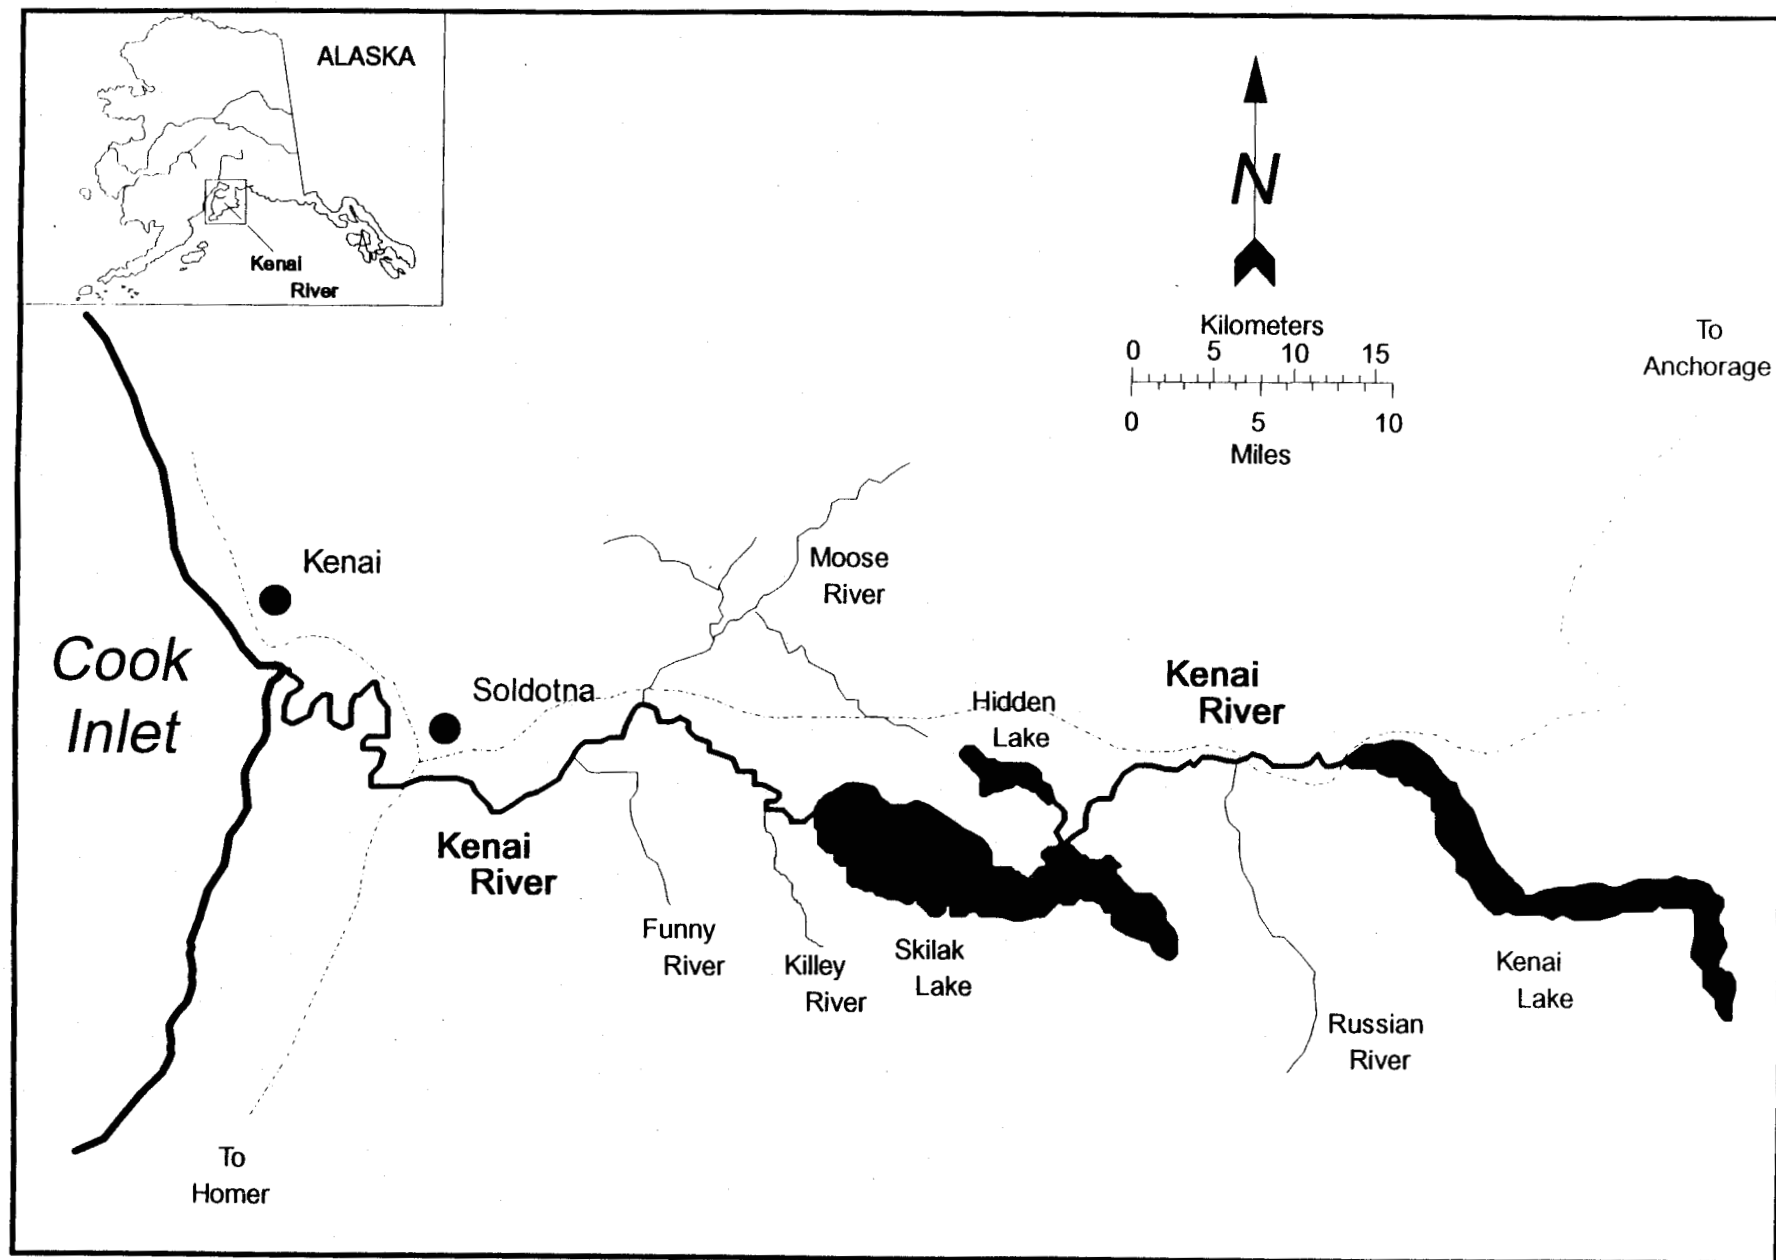 ALASKA
Kenai
River
N
Kilometers
0 5 10 15
0 5 10
Miles
To
Anchorage
Kenai
Moose
River
Cook
Inlet
Soldotna
Hidden
Lake
Kenai
River
Kenai
River
Funny
River
Killey
River
Skilak
Lake
Kenai
Lake
Russian
River
To
Homer